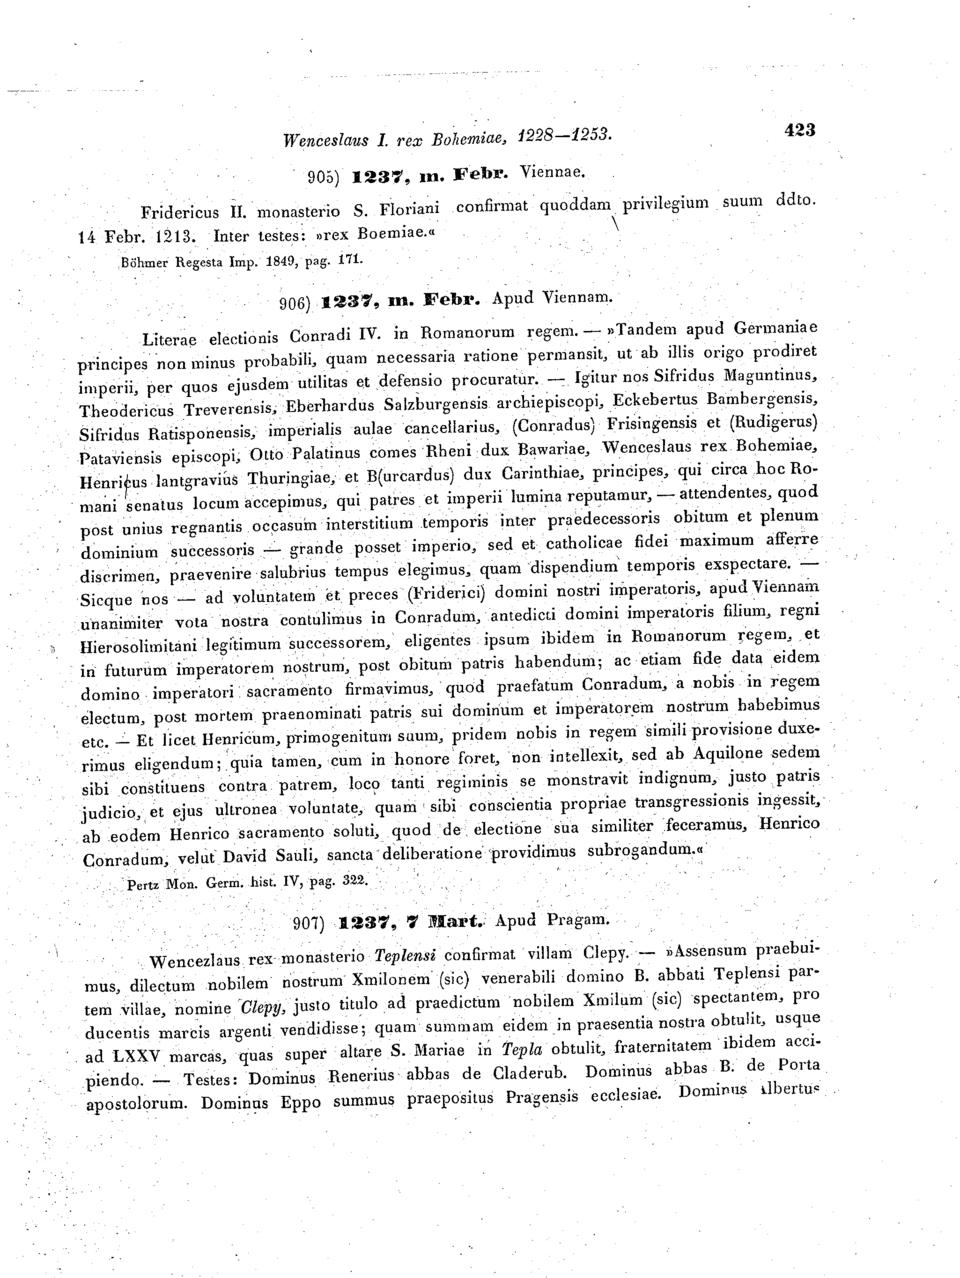 Wenceslaus I. rex Bohemiae, 1228—1253. 423
905) 1237, m. Febr. Viennae.
Fridericus II. monasterio S. Floriani confirmat quoddam privilegium suum ddto.
14 Febr. 1213. Inter testes: »rex Boemiae.«
Böhmer Regesta Imp. 1849, pag. 171.
906) 1237, m. Febr. Apud Viennam.
Literae electionis Conradi IV. in Romanorum regem. — »Tandem apud Germaniae
principes non minus probabili, quam necessaria ratione permansit, ut ab illis origo prodiret
imperii, per quos ejusdem utilitas et defensio procuratur. — Igitur nos Sifridus Maguntinus,
Theodericus Treverensis, Eberhardus Salzburgensis archiepiscopi, Eckebertus Bambergensis,
Sifridus Ratisponensis, imperialis aulae cancellarius, (Conradus) Frisingensis et (Rudigerus)
Pataviensis episcopi, Otto Palatinus comes Rheni dux Bawariae, Wenceslaus rex Bohemiae,
Henricus lantgravius Thuringiae, et B(urcardus) dux Carinthiae, principes, qui circa hoc Ro-
mani senatus locum accepimus, qui patres et imperii lumina reputamur, — attendentes, quod
post unius regnantis occasum interstitium temporis inter praedecessoris obitum et plenum
dominium successoris — grande posset imperio, sed et catholicae fidei maximum afferre
discrimen, praevenire salubrius tempus elegimus, quam dispendium temporis exspectare. —
Sicque nos — ad voluntatem et preces (Friderici) domini nostri imperatoris, apud Viennam
unanimiter vota nostra contulimus in Conradum, antedicti domini imperatoris filium, regni
Hierosolimitani legitimum successorem, eligentes ipsum ibidem in Romanorum regem, et
in futurum imperatorem nostrum, post obitum patris habendum; ac etiam fide data eidem
domino imperatori sacramento firmavimus, quod praefatum Conradum, a nobis in regem
electum, post mortem praenominati patris sui dominum et imperatorem nostrum habebimus
etc. — Et licet Henricum, primogenitum suum, pridem nobis in regem simili provisione duxe-
rimus eligendum; quia tamen, cum in honore foret, non intellexit, sed ab Aquilone sedem
sibi constituens contra patrem, loco tanti regiminis se monstravit indignum, justo patris
judicio, et ejus ultronea voluntate, quam sibi conscientia propriae transgressionis ingessit,
ab eodem Henrico sacramento soluti, quod de electione sua similiter feceramus, Henrico
Conradum, velut David Sauli, sancta deliberatione providimus subrogandum.«
Pertz Mon. Germ. hist. IV, pag. 322.
907) 1237, 7 Mart. Apud Pragam.
Wencezlaus rex monasterio Teplensi confirmat villam Clepy. — »Assensum praebui-
mus, dilectum nobilem nostrum Xmilonem (sic) venerabili domino B. abbati Teplensi par-
tem villae, nomine Clepy, justo titulo ad praedictum nobilem Xmilum (sic) spectantem, pro
ducentis marcis argenti vendidisse; quam summam eidem in praesentia nostra obtulit, usque
ad LXXV marcas, quas super altare S. Mariae in Tepla obtulit, fraternitatem ibidem acci-
piendo. — Testes: Dominus Renerius abbas de Claderub. Dominus abbas B. de Porta
apostolorum. Dominus Eppo summus praepositus Pragensis ecclesiae. Dominus Albertus